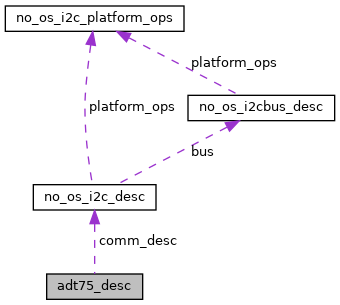 no_os_i2c_platform_ops
platform_ops
platform_ops
no_os_i2cbus_desc
bus
no_os_i2c_desc
comm_desc
adt75_desc